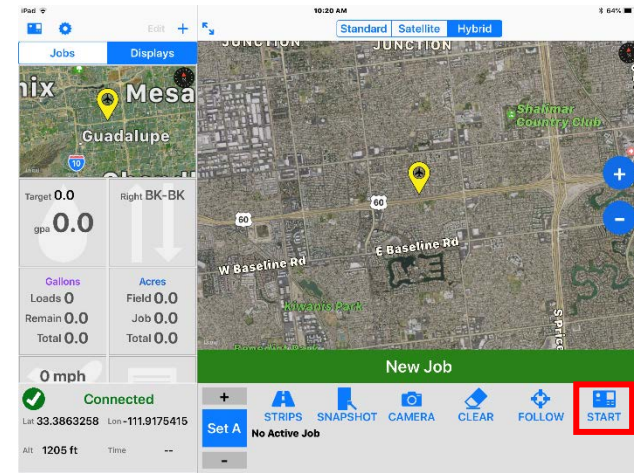 iPad
10:20 AM
64%
Edit +
Standard Satellite Hybrid
Jobs Displays
nix
Mesa
Guadalupe
10
JUNCTION
JUNCTION
Shalimar
Country Club
+
-
60
60
E Baseline Rd
W Baseline Rd
Kiwanis Park
S Price
Target 0.0
gpa 0.0
Right BK-BK
Gallons
Loads 0
Remain 0.0
Total 0.0
Acres
Field 0.0
Job 0.0
Total 0.0
0 mph
New Job
Connected
Lat 33.3863258 Lon -111.9175415
Alt 1205 ft Time --
+
Set A
-
STRIPS SNAPSHOT CAMERA CLEAR FOLLOW START
No Active Job